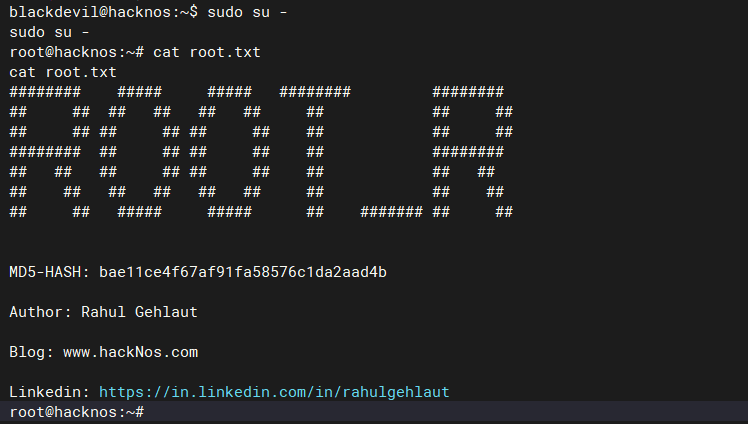 blackdevil@hacknos:~$ sudo su -
sudo su -
root@hacknos:~# cat root.txt
cat root.txt
########    #####     #####   ########         ########
##     ##  ##   ##   ##   ##     ##            ##     ##
##     ## ##     ## ##     ##    ##            ##     ##
########  ##     ## ##     ##    ##            ########
##   ##   ##     ## ##     ##    ##            ##   ##
##    ##   ##   ##   ##   ##     ##            ##    ##
##     ##   #####     #####      ##    ####### ##     ##
MD5-HASH: bae11ce4f67af91fa58576c1da2aad4b
Author: Rahul Gehlaut
Blog: www.hackNos.com
Linkedin: https://in.linkedin.com/in/rahulgehlaut
root@hacknos:~#